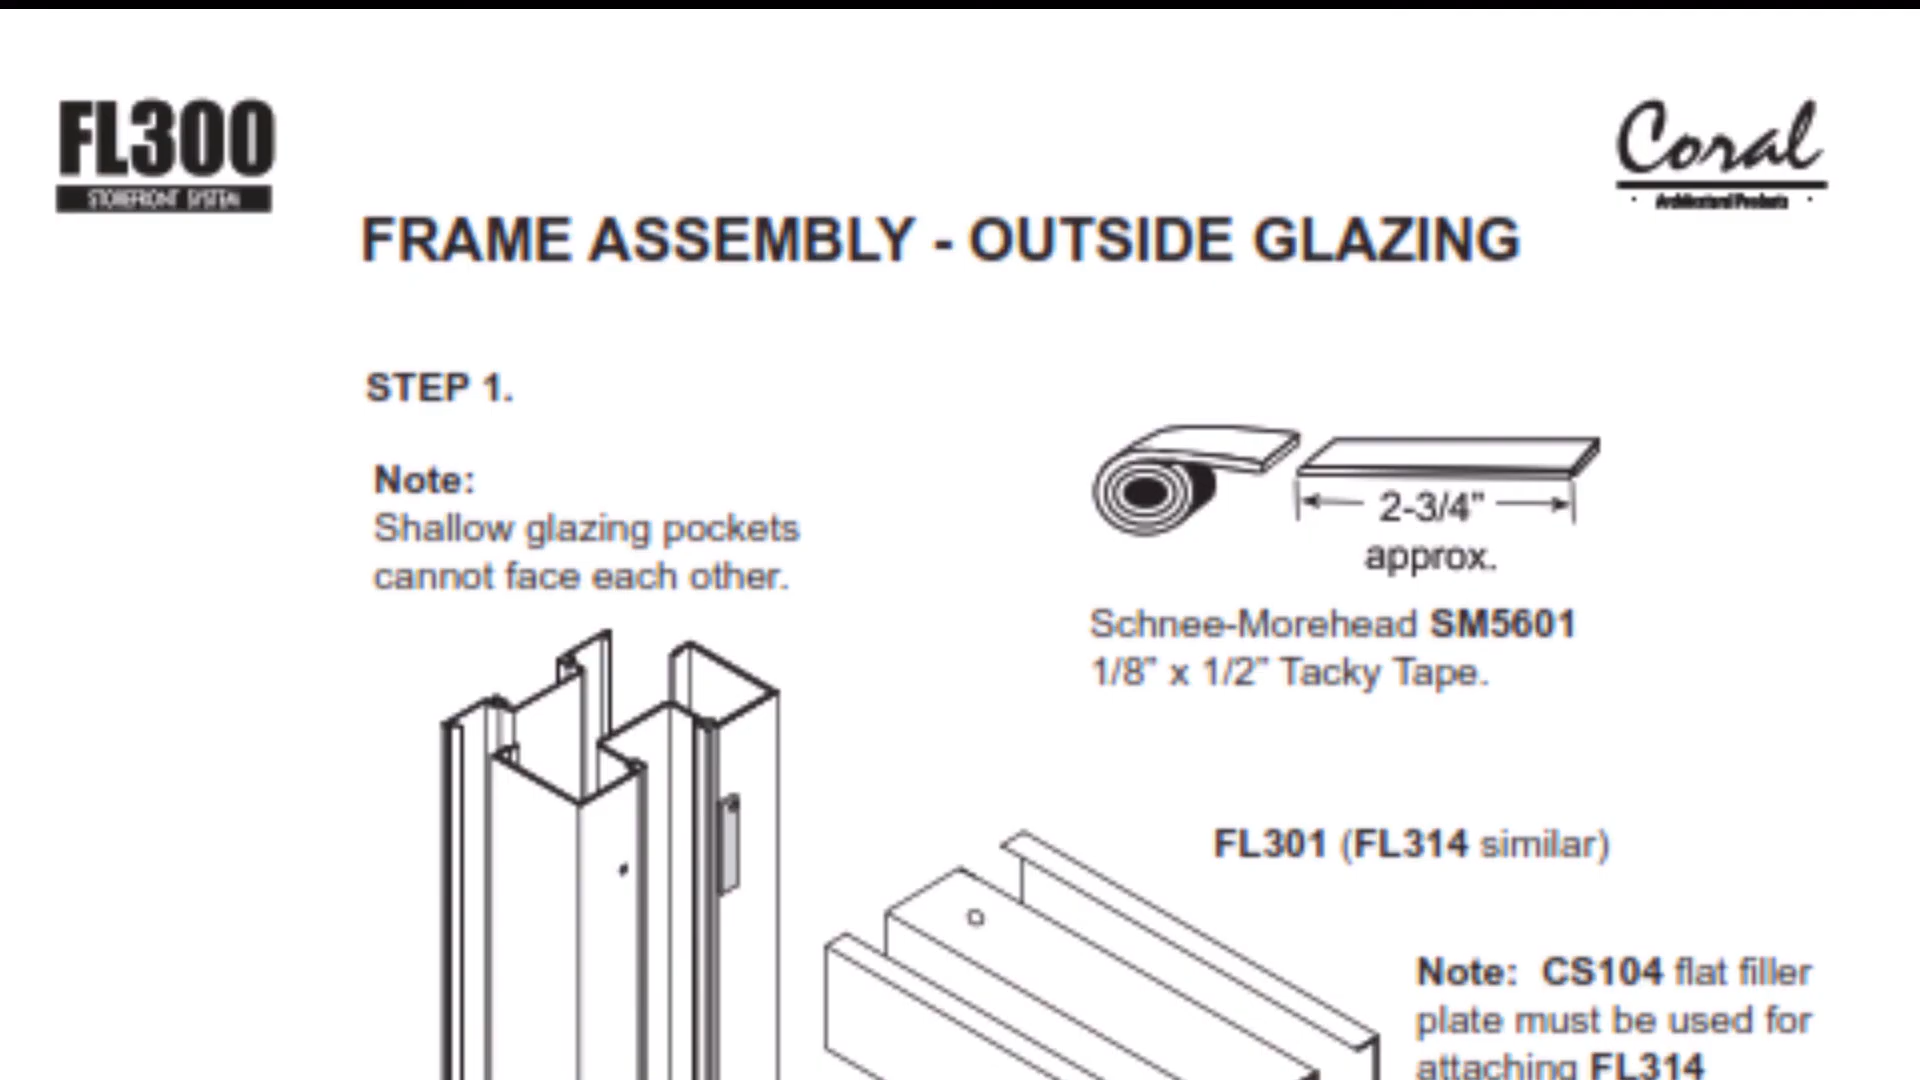 FL300
STOREFRONT SYSTEM
Coral
Architectural Products
FRAME ASSEMBLY - OUTSIDE GLAZING
STEP 1.
Note:
Shallow glazing pockets
cannot face each other.
2-3/4"
approx.
Schnee-Morehead SM5601
1/8” x 1/2” Tacky Tape.
FL301 (FL314 similar)
Note: CS104 flat filler
plate must be used for
attaching FL314